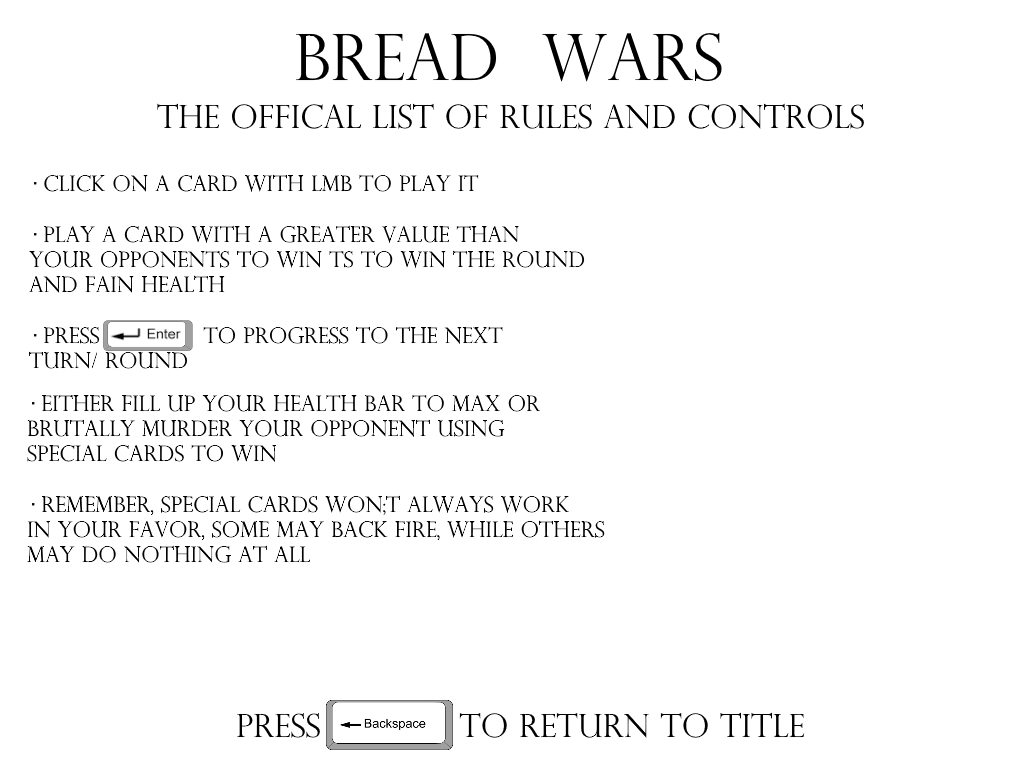 BREAD WARS
THE OFFICAL LIST OF RULES AND CONTROLS
· CLICK ON A CARD WITH LMB TO PLAY IT
· PLAY A CARD WITH A GREATER VALUE THAN
YOUR OPPONENTS TO WIN TS TO WIN THE ROUND
AND FAIN HEALTH
· PRESS Enter TO PROGRESS TO THE NEXT
TURN/ ROUND
· EITHER FILL UP YOUR HEALTH BAR TO MAX OR
BRUTALLY MURDER YOUR OPPONENT USING
SPECIAL CARDS TO WIN
· REMEMBER, SPECIAL CARDS WON;T ALWAYS WORK
IN YOUR FAVOR, SOME MAY BACK FIRE, WHILE OTHERS
MAY DO NOTHING AT ALL
PRESS Backspace TO RETURN TO TITLE